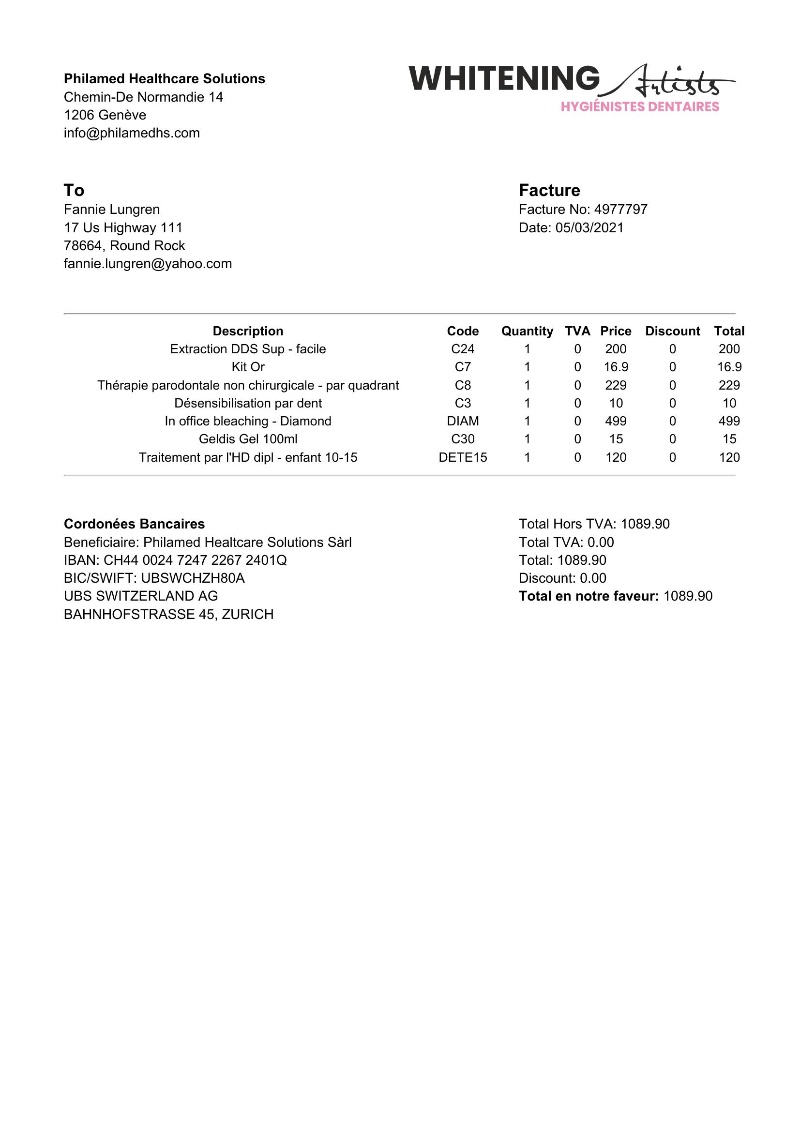 Philamed Healthcare Solutions
Chemin-De Normandie 14
1206 Genève
info@philamedhs.com
WHITENING Artists
HYGIÉNISTES DENTAIRES
To
Fannie Lungren
17 Us Highway 111
78664, Round Rock
fannie.lungren@yahoo.com
Facture
Facture No: 4977797
Date: 05/03/2021
Description Code Quantity TVA Price Discount Total
Extraction DDS Sup - facile C24 1 0 200 0 200
Kit Or C7 1 0 16.9 0 16.9
Thérapie parodontale non chirurgicale - par quadrant C8 1 0 229 0 229
Désensibilisation par dent C3 1 0 10 0 10
In office bleaching - Diamond DIAM 1 0 499 0 499
Geldis Gel 100ml C30 1 0 15 0 15
Traitement par l'HD dipl - enfant 10-15 DETE15 1 0 120 0 120
Cordonées Bancaires
Beneficiaire: Philamed Healtcare Solutions Sàrl
IBAN: CH44 0024 7247 2267 2401Q
BIC/SWIFT: UBSWCHZH80A
UBS SWITZERLAND AG
BAHNHOFSTRASSE 45, ZURICH
Total Hors TVA: 1089.90
Total TVA: 0.00
Total: 1089.90
Discount: 0.00
Total en notre faveur: 1089.90